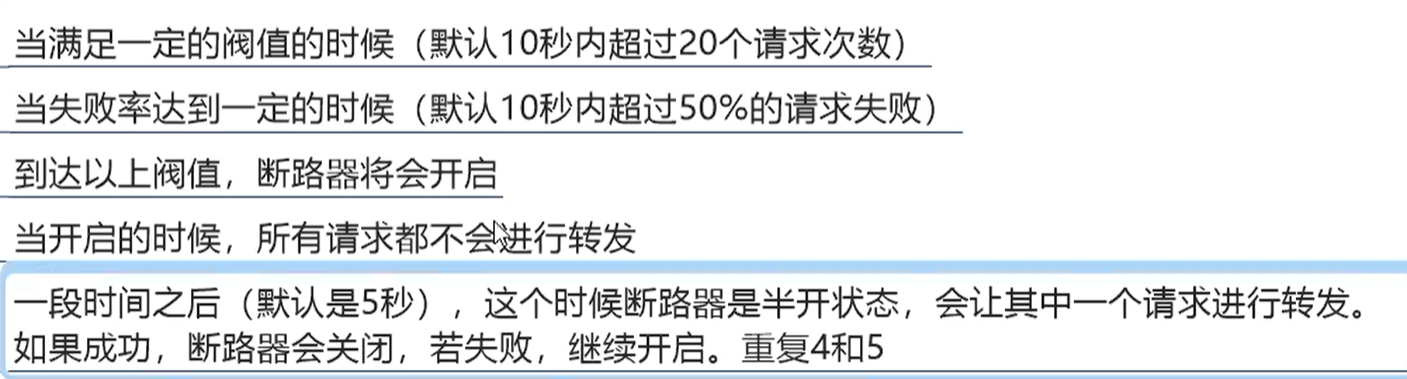 当满足一定的阀值的时候（默认10秒内超过20个请求次数）
当失败率达到一定的时候（默认10秒内超过50%的请求失败）
到达以上阀值，断路器将会开启
当开启的时候，所有请求都不会进行转发
一段时间之后（默认是5秒），这个时候断路器是半开状态，会让其中一个请求进行转发。
如果成功，断路器会关闭，若失败，继续开启。重复4和5